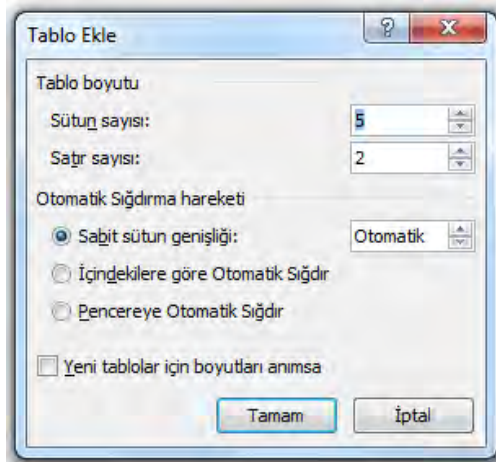 Tablo Ekle
Tablo boyutu
Sütun sayısı: 5
Satır sayısı: 2
Otomatik Sığdırma hareketi
Sabit sütun genişliği: Otomatik
İçindekilere göre Otomatik Sığdır
Pencereye Otomatik Sığdır
Yeni tablolar için boyutları anımsa
Tamam İptal